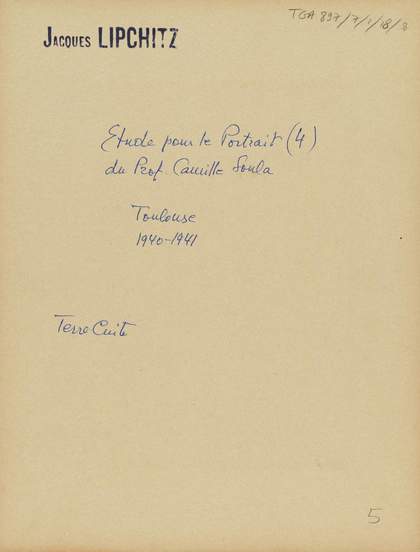 TGA 897/7/1/18/8
Jacques LIPCHITZ
Etude pour le Portrait (4)
du Prof. Camille Soula
Toulouse
1940-1941
Terre Cuite
5